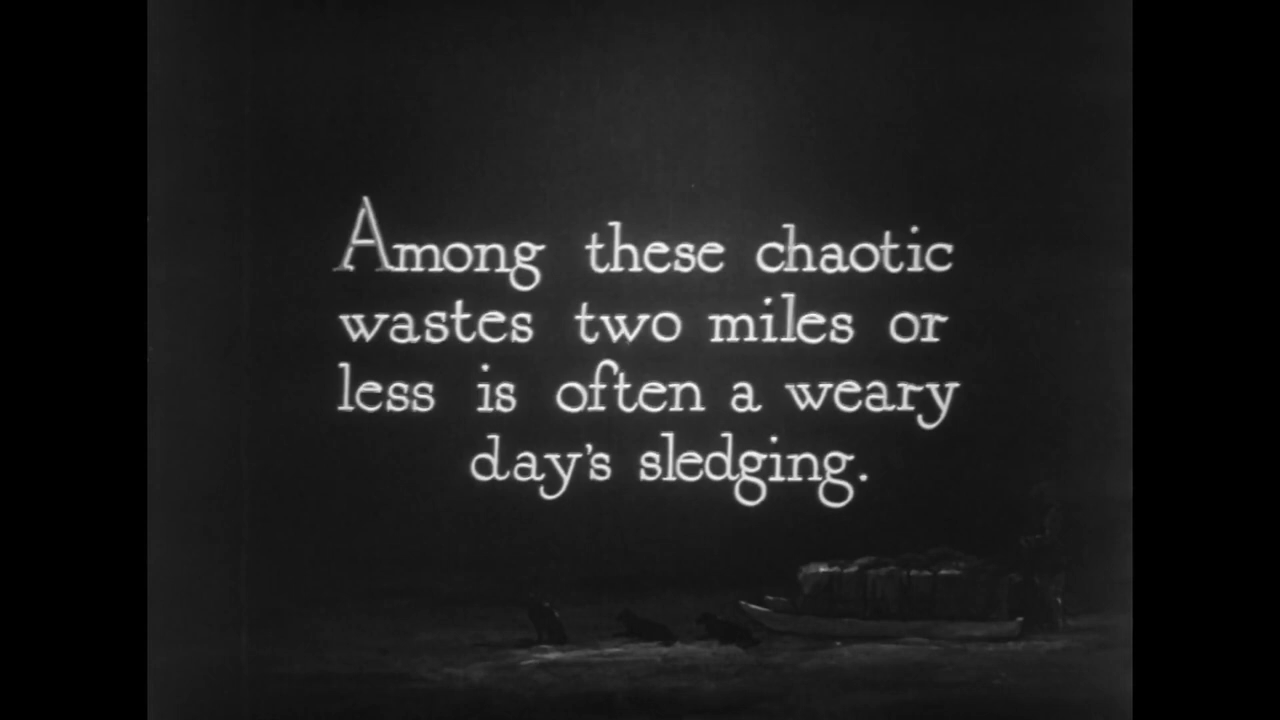 Among these chaotic
wastes two miles or
less is often a weary
day's sledging.